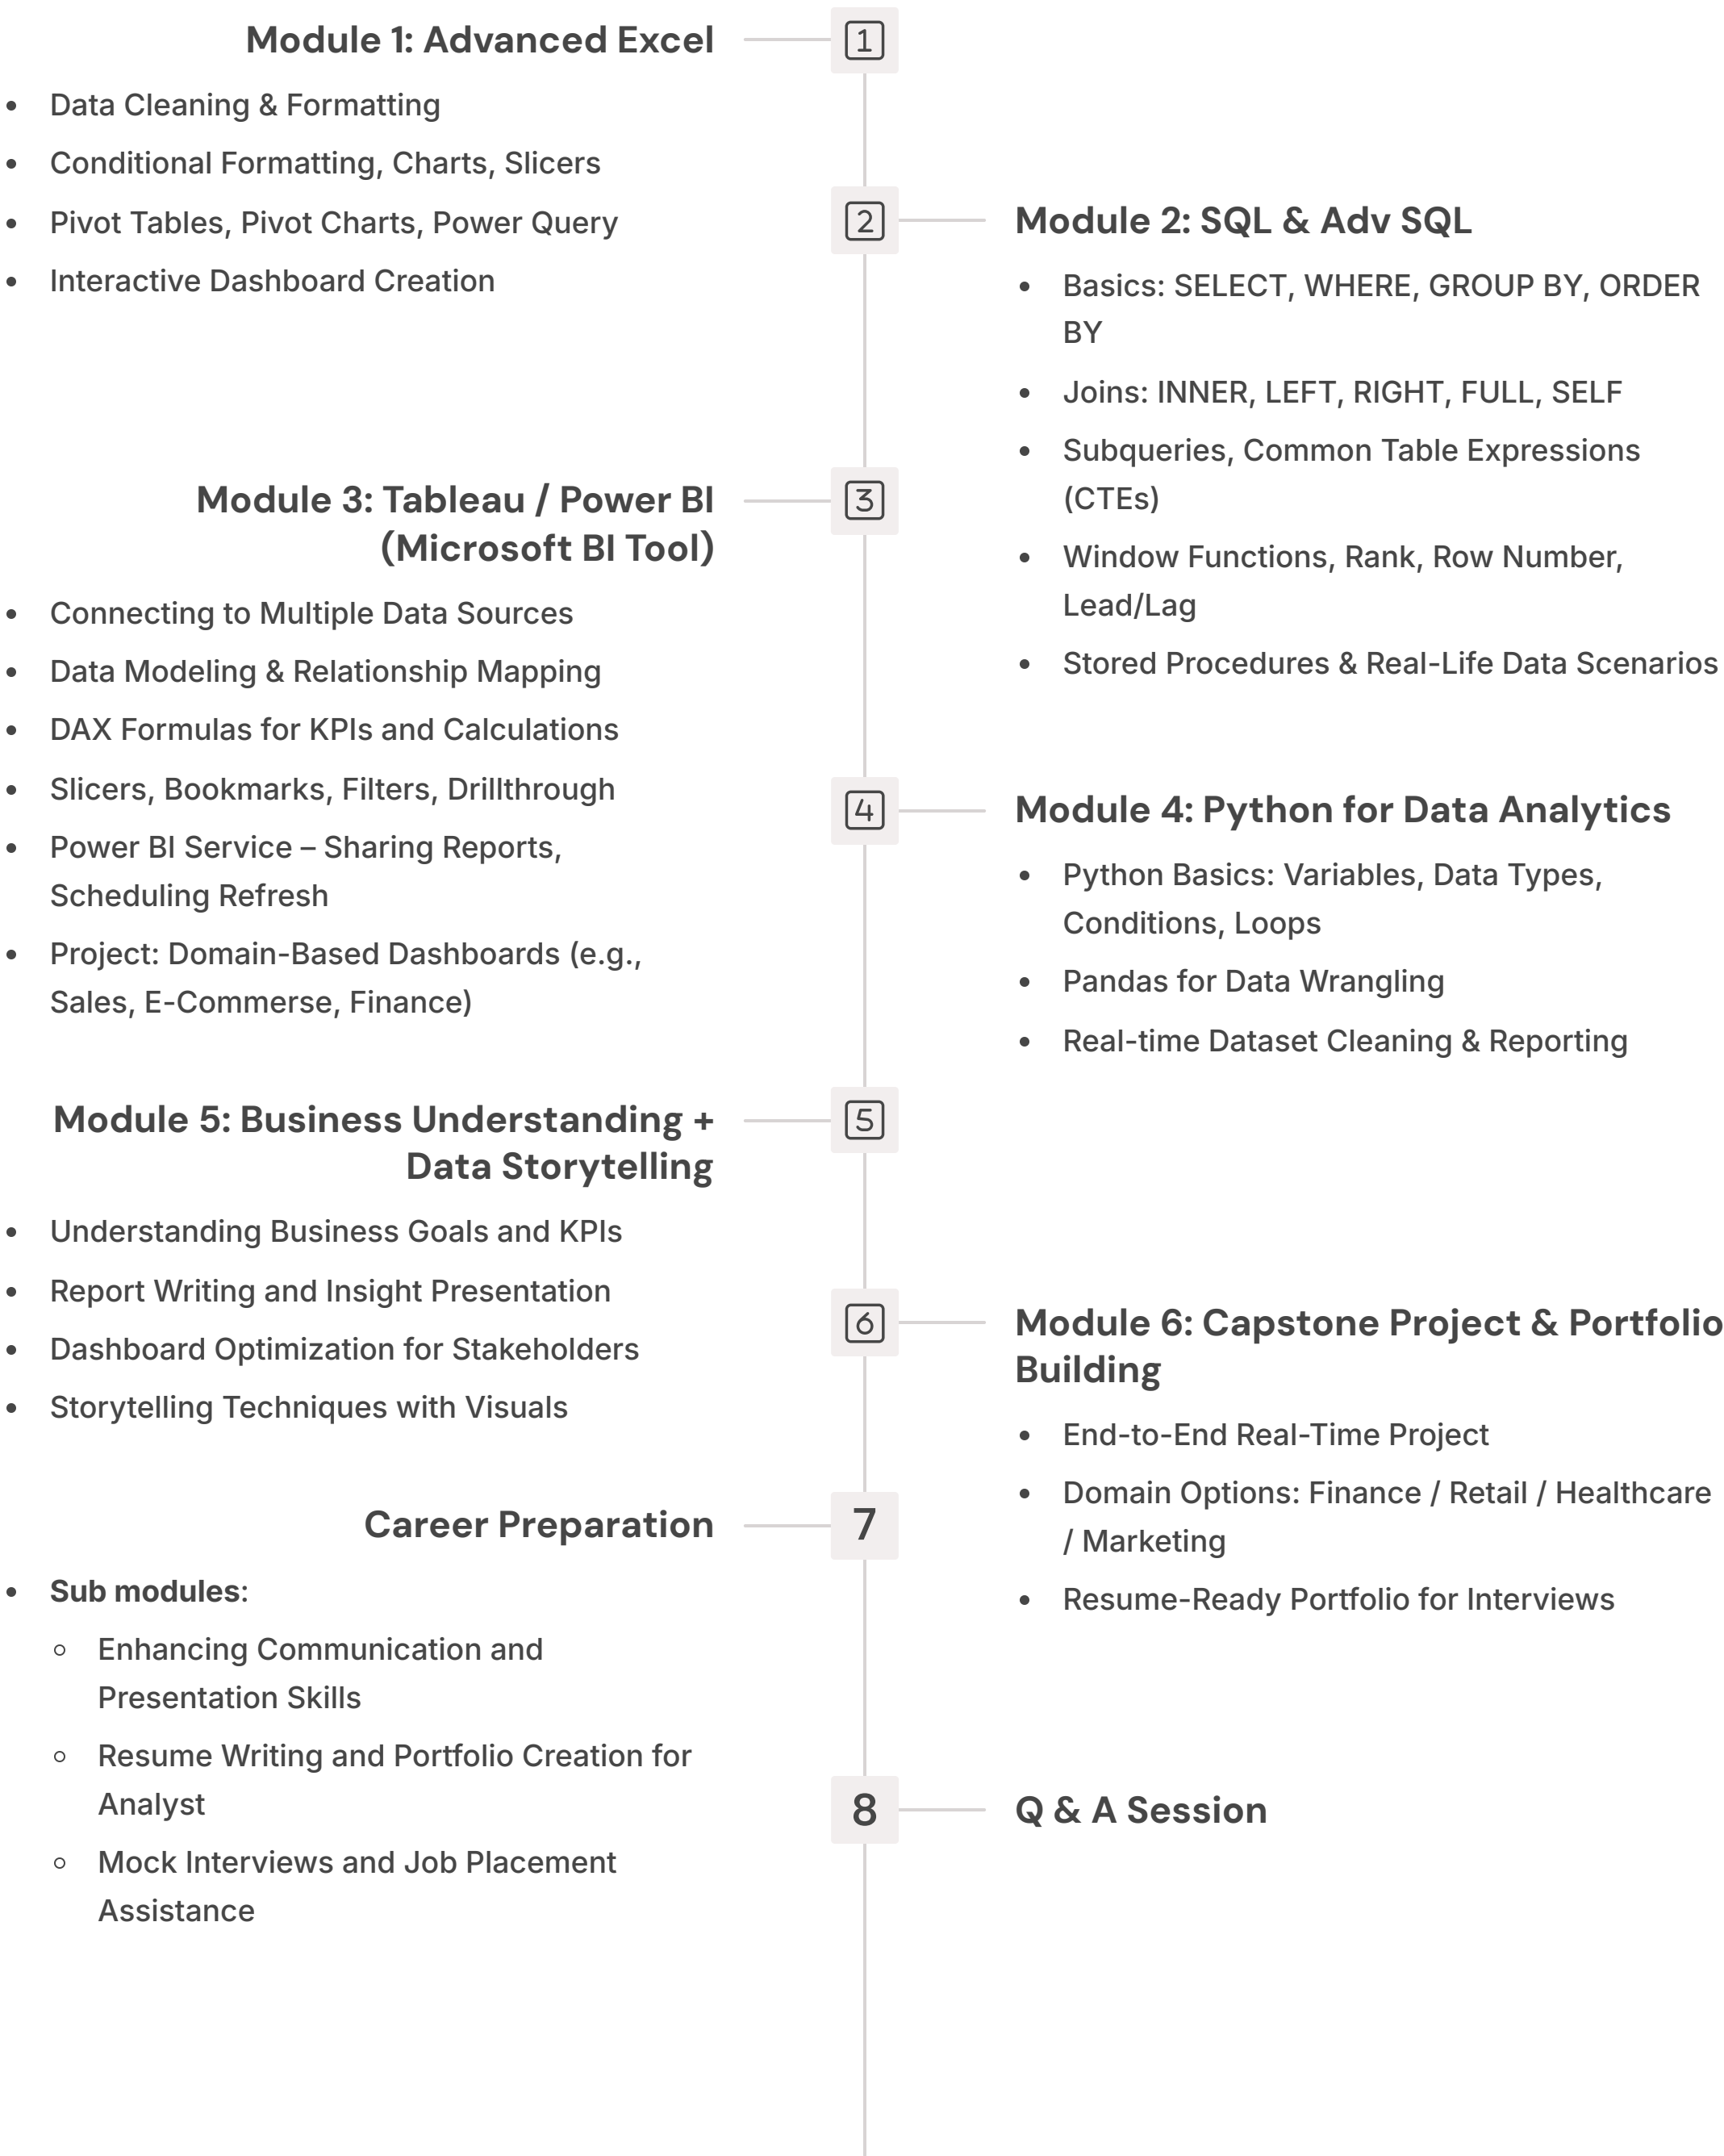 Module 1: Advanced Excel
1
Data Cleaning & Formatting
Conditional Formatting, Charts, Slicers
Pivot Tables, Pivot Charts, Power Query
Interactive Dashboard Creation
2
Module 2: SQL & Adv SQL
Basics: SELECT, WHERE, GROUP BY, ORDER
BY
Joins: INNER, LEFT, RIGHT, FULL, SELF
Subqueries, Common Table Expressions
(CTEs)
Window Functions, Rank, Row Number,
Lead/Lag
Stored Procedures & Real-Life Data Scenarios
Module 3: Tableau / Power BI
(Microsoft BI Tool)
3
Connecting to Multiple Data Sources
Data Modeling & Relationship Mapping
DAX Formulas for KPIs and Calculations
Slicers, Bookmarks, Filters, Drillthrough
Power BI Service – Sharing Reports,
Scheduling Refresh
Project: Domain-Based Dashboards (e.g.,
Sales, E-Commerse, Finance)
4
Module 4: Python for Data Analytics
Python Basics: Variables, Data Types,
Conditions, Loops
Pandas for Data Wrangling
Real-time Dataset Cleaning & Reporting
Module 5: Business Understanding +
Data Storytelling
5
Understanding Business Goals and KPIs
Report Writing and Insight Presentation
Dashboard Optimization for Stakeholders
Storytelling Techniques with Visuals
6
Module 6: Capstone Project & Portfolio
Building
End-to-End Real-Time Project
Domain Options: Finance / Retail / Healthcare
/ Marketing
Resume-Ready Portfolio for Interviews
Career Preparation
7
Sub modules:
Enhancing Communication and
Presentation Skills
Resume Writing and Portfolio Creation for
Analyst
Mock Interviews and Job Placement
Assistance
8
Q & A Session